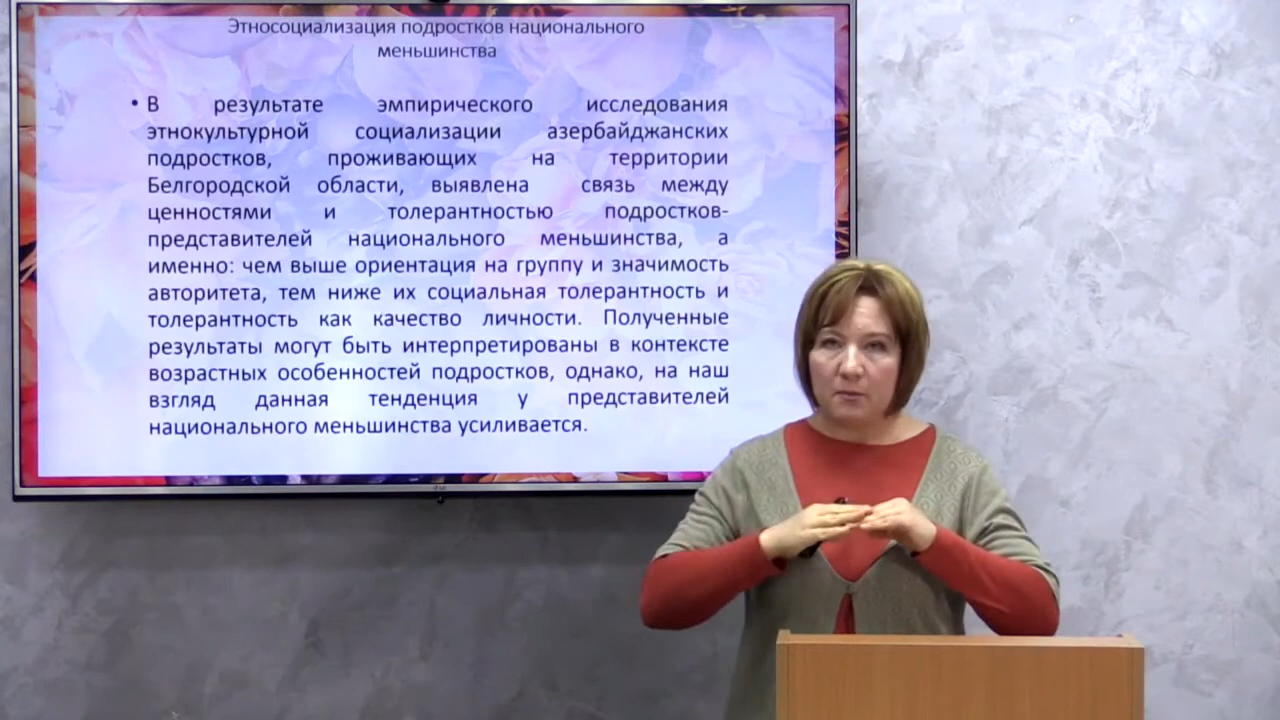 Этносоциализация подростков национального
меньшинства
• В результате эмпирического исследования
этнокультурной социализации азербайджанских
подростков, проживающих на территории
Белгородской области, выявлена связь между
ценностями и толерантностью подростков-
представителей национального меньшинства, а
именно: чем выше ориентация на группу и значимость
авторитета, тем ниже их социальная толерантность и
толерантность как качество личности. Полученные
результаты могут быть интерпретированы в контексте
возрастных особенностей подростков, однако, на наш
взгляд данная тенденция у представителей
национального меньшинства усиливается.